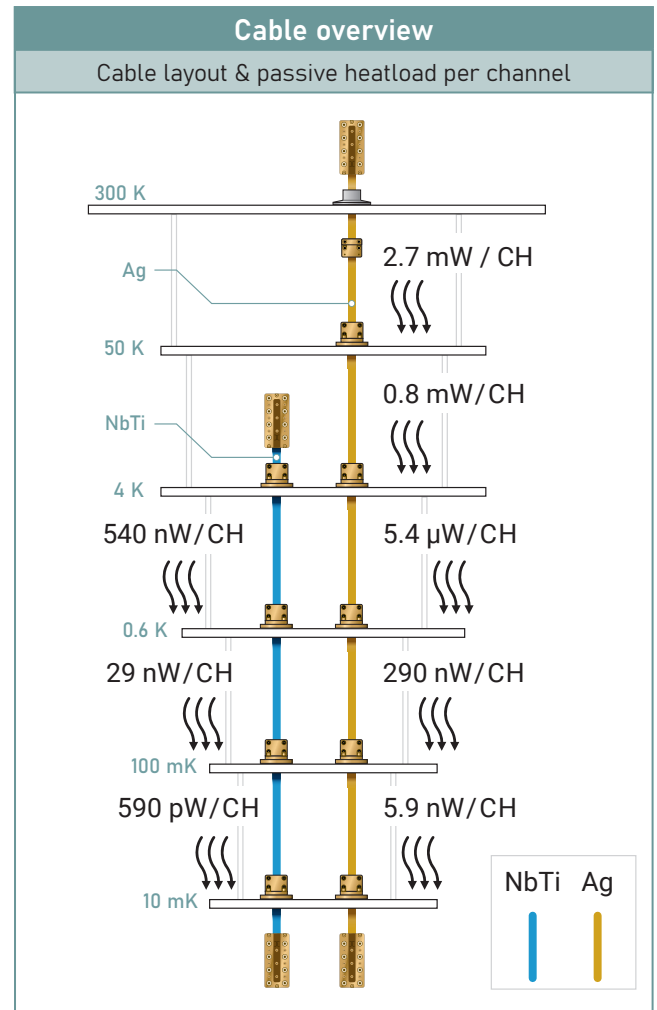 Cable overview
Cable layout & passive heatload per channel
300 K
Ag
2.7 mW / CH
50 K
0.8 mW/CH
NbTi
4 K
540 nW/CH
5.4 µW/CH
0.6 K
29 nW/CH
290 nW/CH
100 mK
590 pW/CH
5.9 nW/CH
10 mK
NbTi Ag